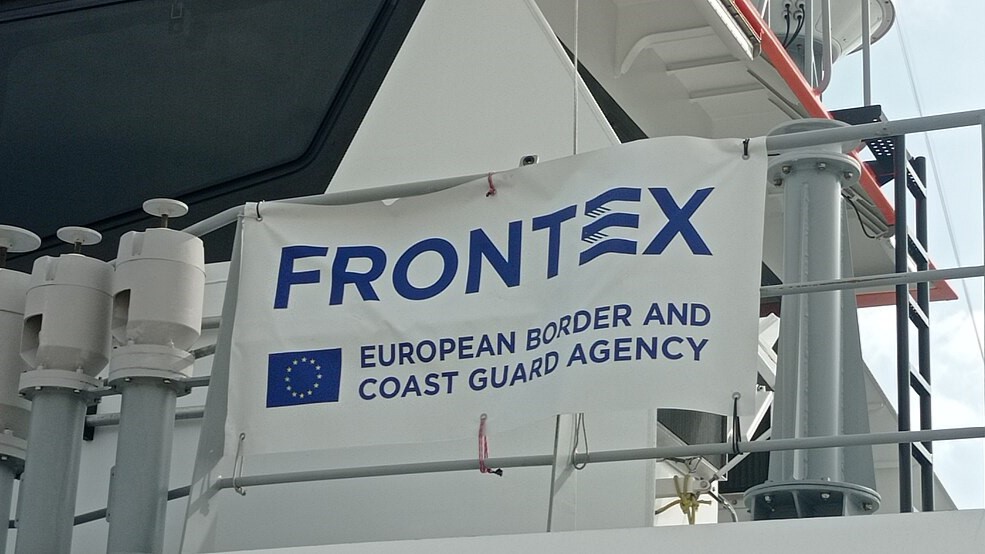 FRONTEX
EUROPEAN BORDER AND
COAST GUARD AGENCY